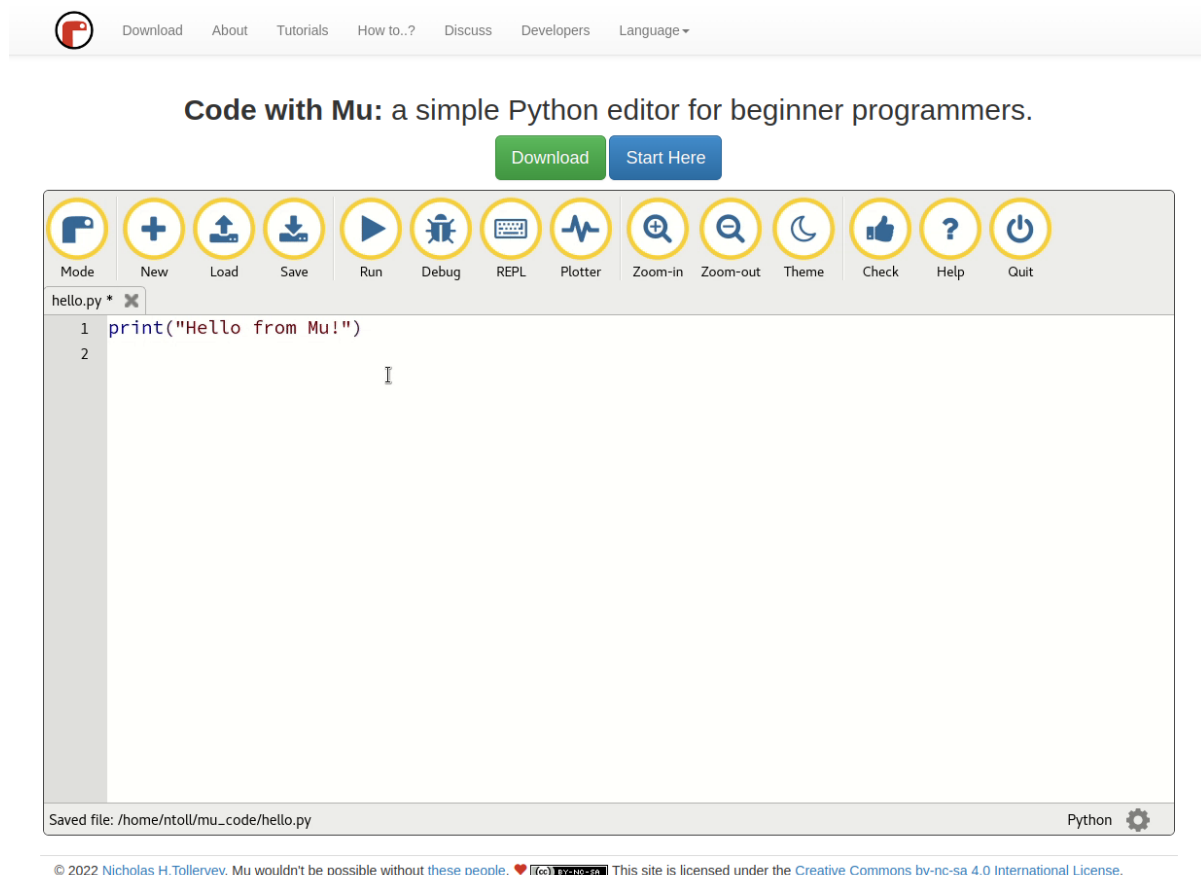 Download About Tutorials How to..? Discuss Developers Language
Code with Mu: a simple Python editor for beginner programmers.
Download Start Here
Mode New Load Save Run Debug REPL Plotter Zoom-in Zoom-out Theme Check Help Quit
hello.py *
1 print("Hello from Mu!")
2
Saved file: /home/ntoll/mu_code/hello.py Python
© 2022 Nicholas H.Tollervey. Mu wouldn't be possible without these people. (cc) BY-NC-SA This site is licensed under the Creative Commons by-nc-sa 4.0 International License.